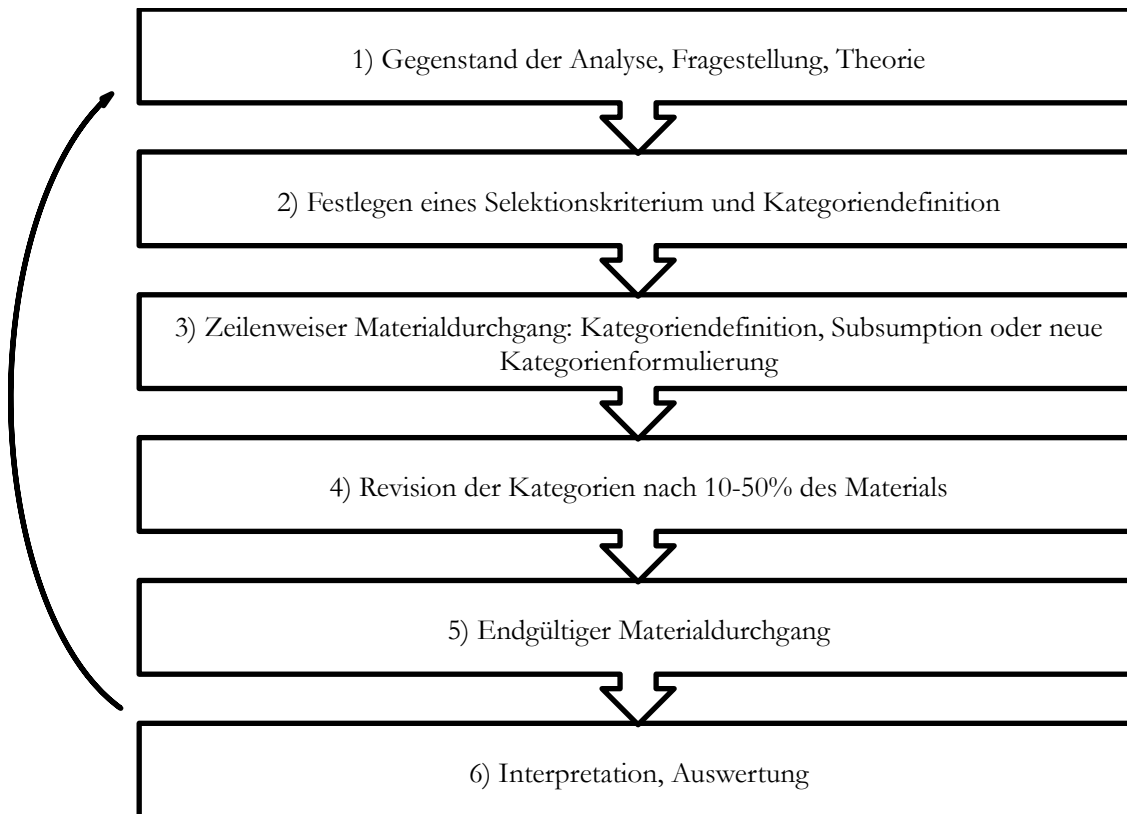 1) Gegenstand der Analyse, Fragestellung, Theorie
2) Festlegen eines Selektionskriterium und Kategoriendefinition
3) Zeilenweiser Materialdurchgang: Kategoriendefinition, Subsumption oder neue
Kategorienformulierung
4) Revision der Kategorien nach 10-50% des Materials
5) Endgültiger Materialdurchgang
6) Interpretation, Auswertung